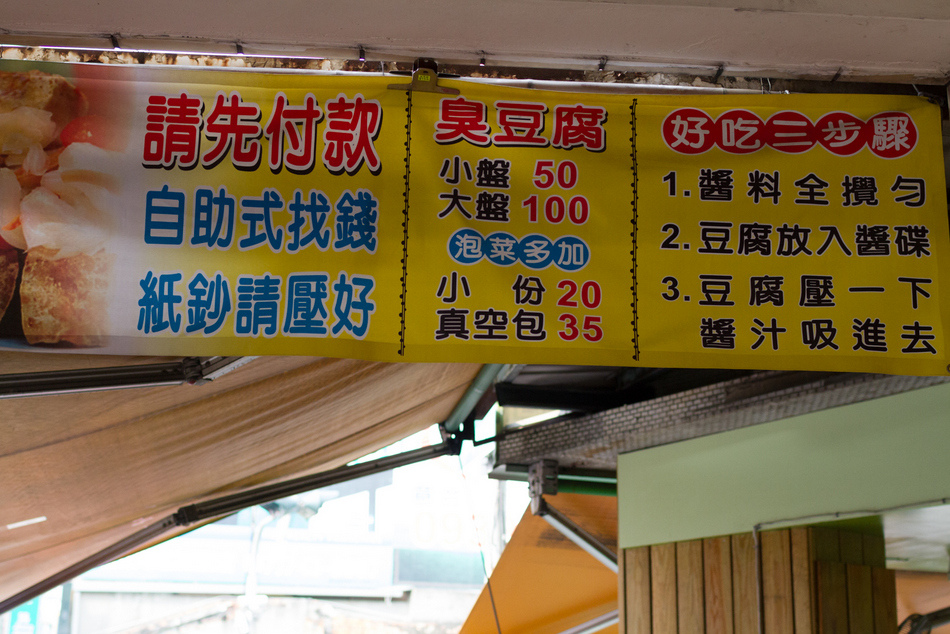 請先付款
自助式找錢
紙鈔請壓好
臭豆腐
小盤 50
大盤 100
泡菜多加
小 份 20
真空包 35
好吃三步驟
1.醬料全攪勻
2.豆腐放入醬碟
3.豆腐壓一下
醬汁吸進去